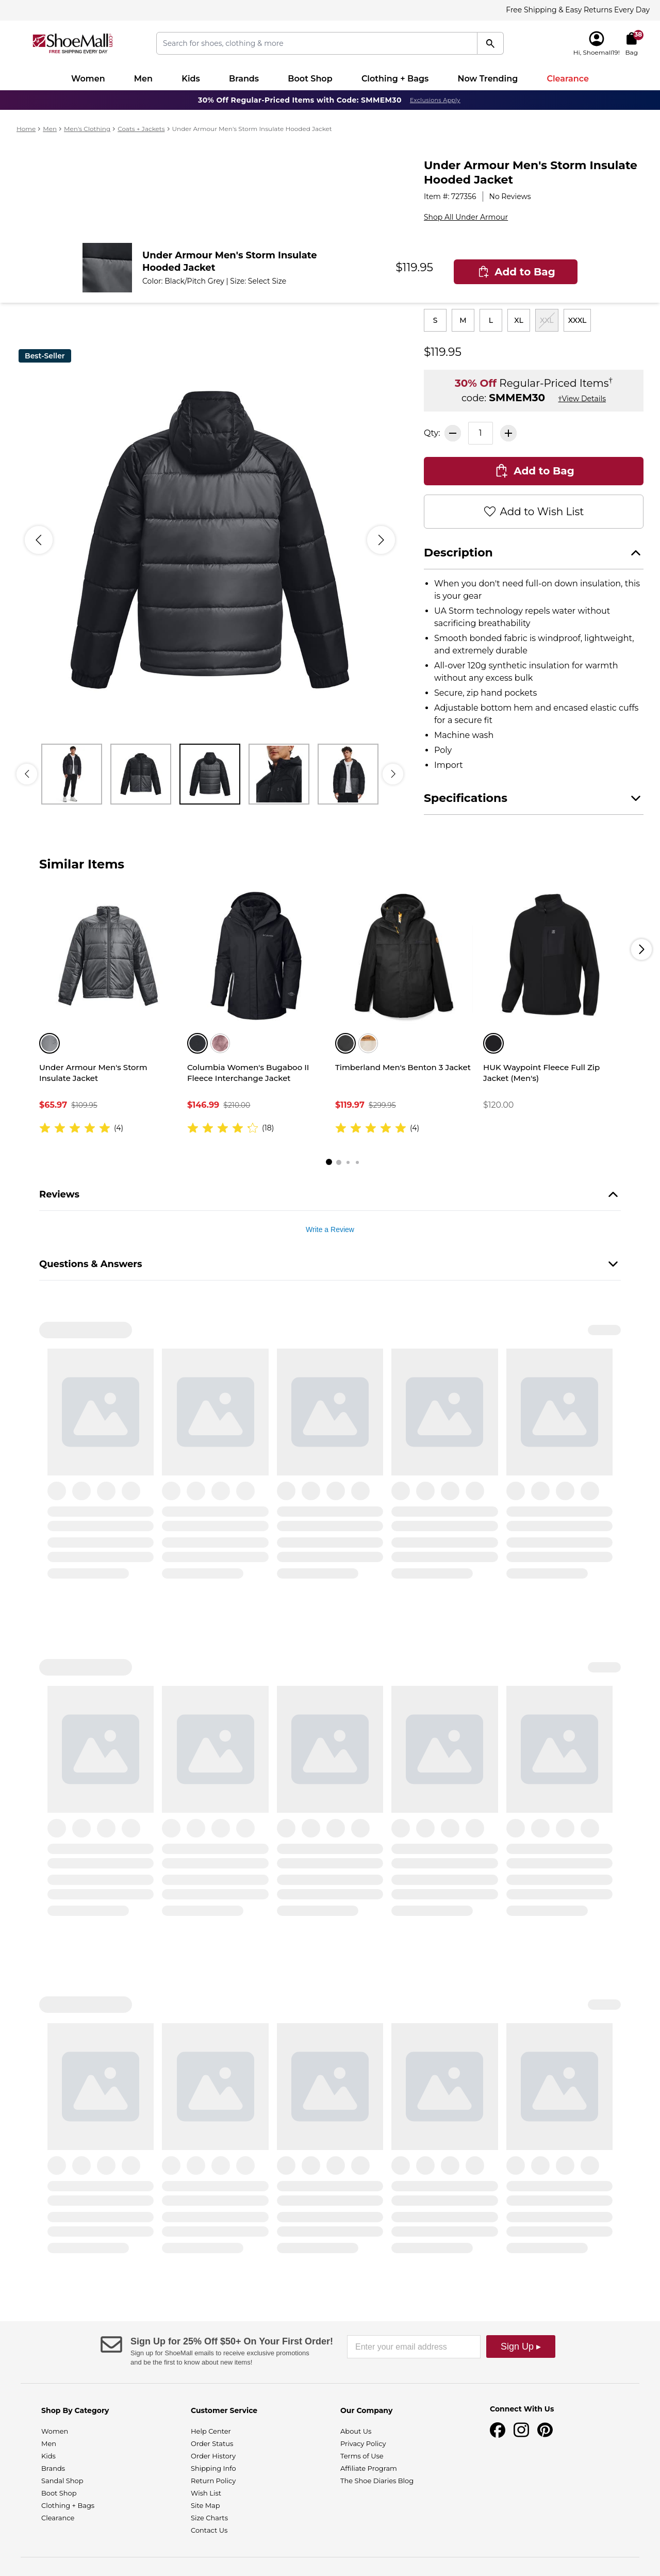 Free Shipping & Easy Returns Every Day
ShoeMall.com
FREE SHIPPING EVERY DAY
Search for shoes, clothing & more
Hi, Shoemall19!
38
Bag
Women Men Kids Brands Boot Shop Clothing + Bags Now Trending Clearance
30% Off Regular-Priced Items with Code: SMMEM30 Exclusions Apply
Home > Men > Men's Clothing > Coats + Jackets > Under Armour Men's Storm Insulate Hooded Jacket
Under Armour Men's Storm Insulate
Hooded Jacket
Item #: 727356 | No Reviews
Shop All Under Armour
Under Armour Men's Storm Insulate
Hooded Jacket
Color: Black/Pitch Grey | Size: Select Size
$119.95
Add to Bag
S M L XL XXL XXXL
Best-Seller
$119.95
30% Off Regular-Priced Items†
code: SMMEM30 †View Details
Qty: 1
Add to Bag
Add to Wish List
Description
• When you don't need full-on down insulation, this
is your gear
• UA Storm technology repels water without
sacrificing breathability
• Smooth bonded fabric is windproof, lightweight,
and extremely durable
• All-over 120g synthetic insulation for warmth
without any excess bulk
• Secure, zip hand pockets
• Adjustable bottom hem and encased elastic cuffs
for a secure fit
• Machine wash
• Poly
• Import
Specifications
Similar Items
Under Armour Men's Storm
Insulate Jacket
$65.97 $109.95
(4)
Columbia Women's Bugaboo II
Fleece Interchange Jacket
$146.99 $210.00
(18)
Timberland Men's Benton 3 Jacket
$119.97 $299.95
(4)
HUK Waypoint Fleece Full Zip
Jacket (Men's)
$120.00
Reviews
Write a Review
Questions & Answers
Sign Up for 25% Off $50+ On Your First Order!
Sign up for ShoeMall emails to receive exclusive promotions
and be the first to know about new items!
Enter your email address
Sign Up ▸
Shop By Category
Women
Men
Kids
Brands
Sandal Shop
Boot Shop
Clothing + Bags
Clearance
Customer Service
Help Center
Order Status
Order History
Shipping Info
Return Policy
Wish List
Site Map
Size Charts
Contact Us
Our Company
About Us
Privacy Policy
Terms of Use
Affiliate Program
The Shoe Diaries Blog
Connect With Us